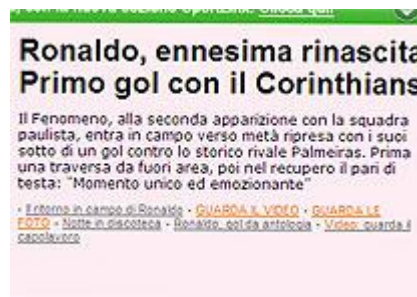 Ronaldo, ennesima rinascita
Primo gol con il Corinthians
Il Fenomeno, alla seconda apparizione con la squadra
paulista, entra in campo verso metà ripresa con i suoi
sotto di un gol contro lo storico rivale Palmeiras. Prima
una traversa da fuori area, poi nel recupero il pari di
testa: "Momento unico ed emozionante"
- Il ritorno in campo di Ronaldo - GUARDA IL VIDEO - GUARDA LE
FOTO - Notte in discoteca - Ronaldo, gol da antologia - Video: guarda il
capolavoro